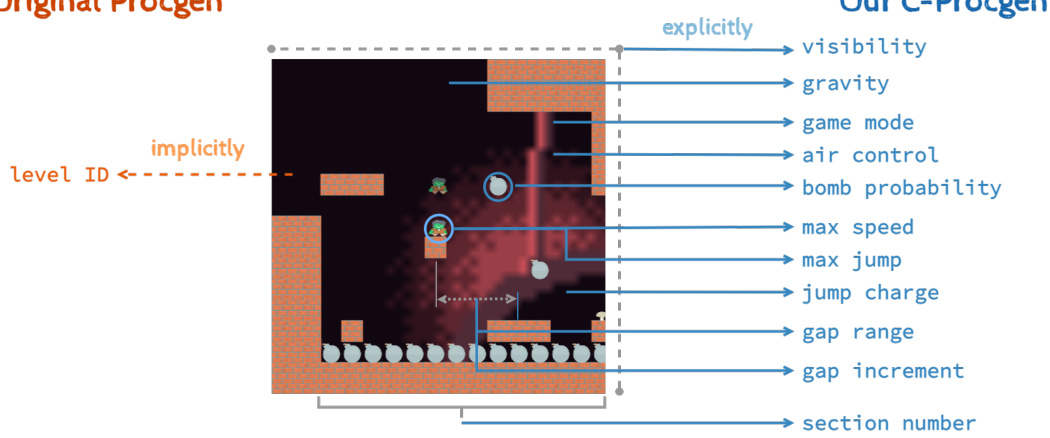 Original Procgen
Our C-Procgen
explicitly
visibility
gravity
game mode
implicitly
air control
level ID
bomb probability
max speed
max jump
jump charge
gap range
gap increment
section number